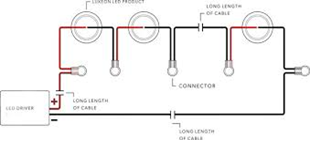 LUXEON LED PRODUCT
LONG LENGTH
OF CABLE
CONNECTOR
LONG LENGTH
OF CABLE
LED DRIVER
+
−
LONG LENGTH
OF CABLE